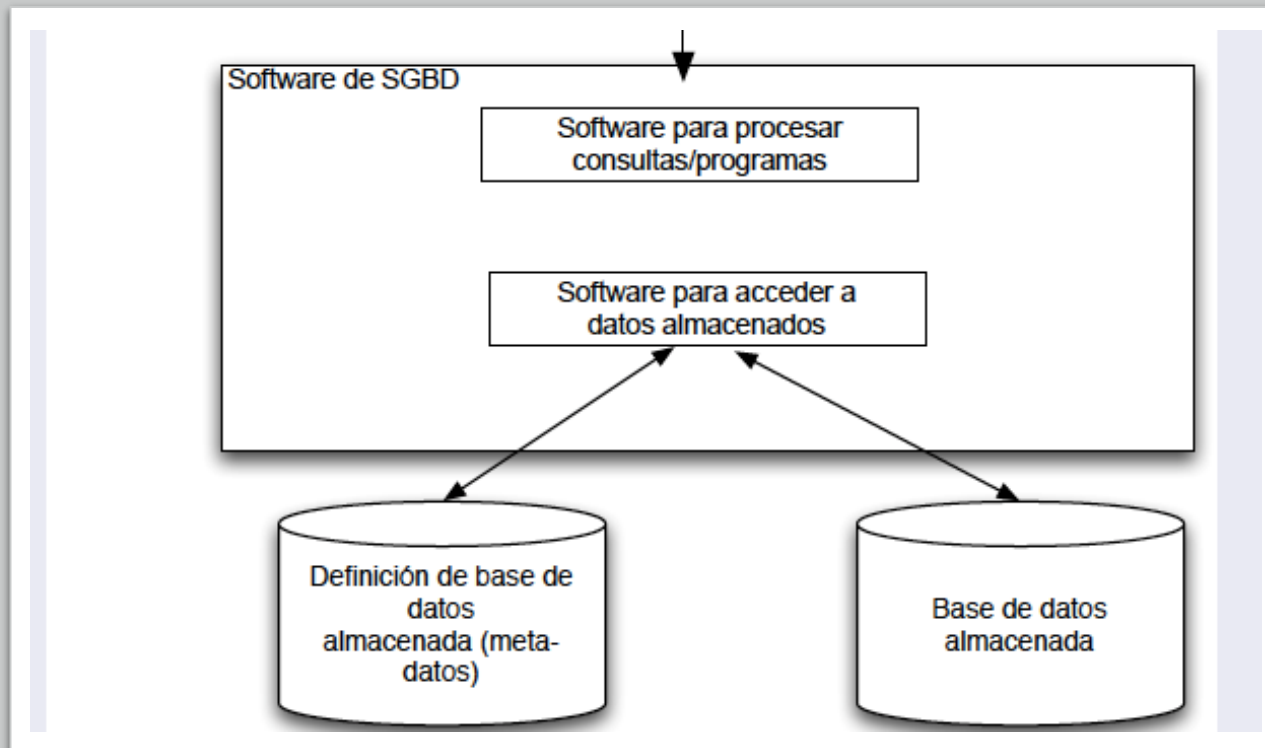 Software de SGBD
Software para procesar
consultas/programas
Software para acceder a
datos almacenados
Definición de base de
datos
almacenada (meta-
datos)
Base de datos
almacenada